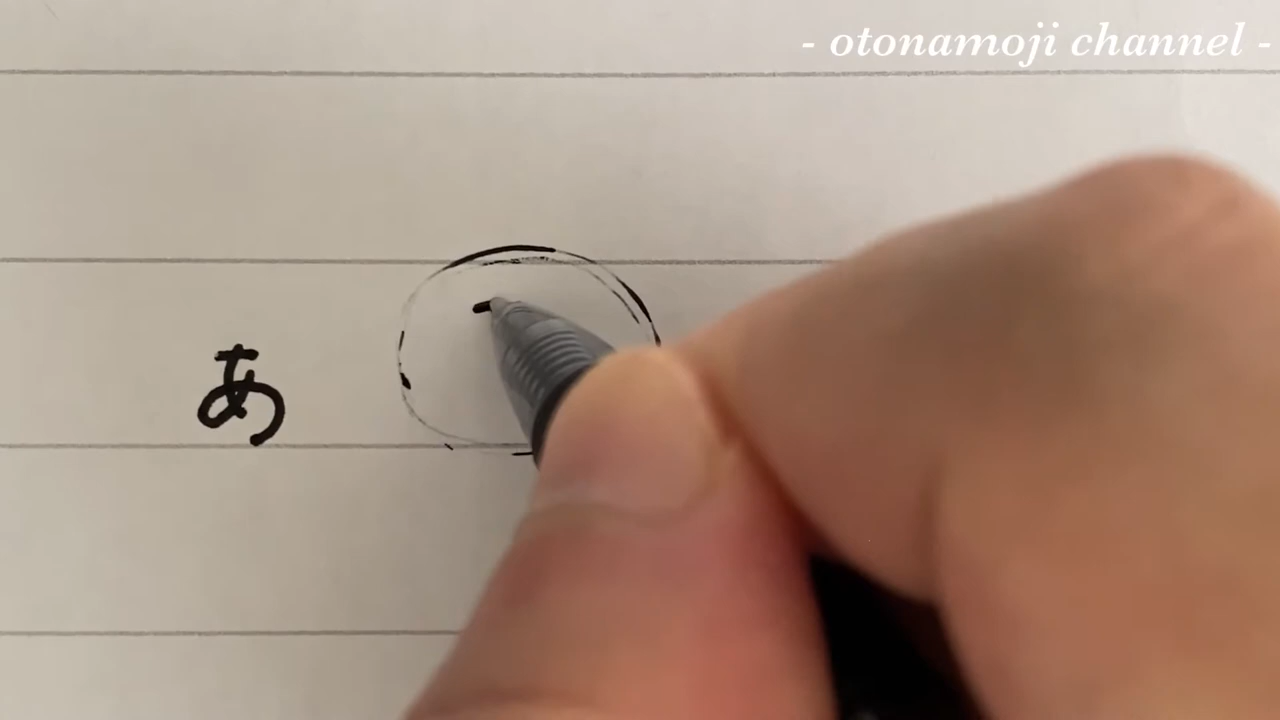 - otonamoji channel -
あ